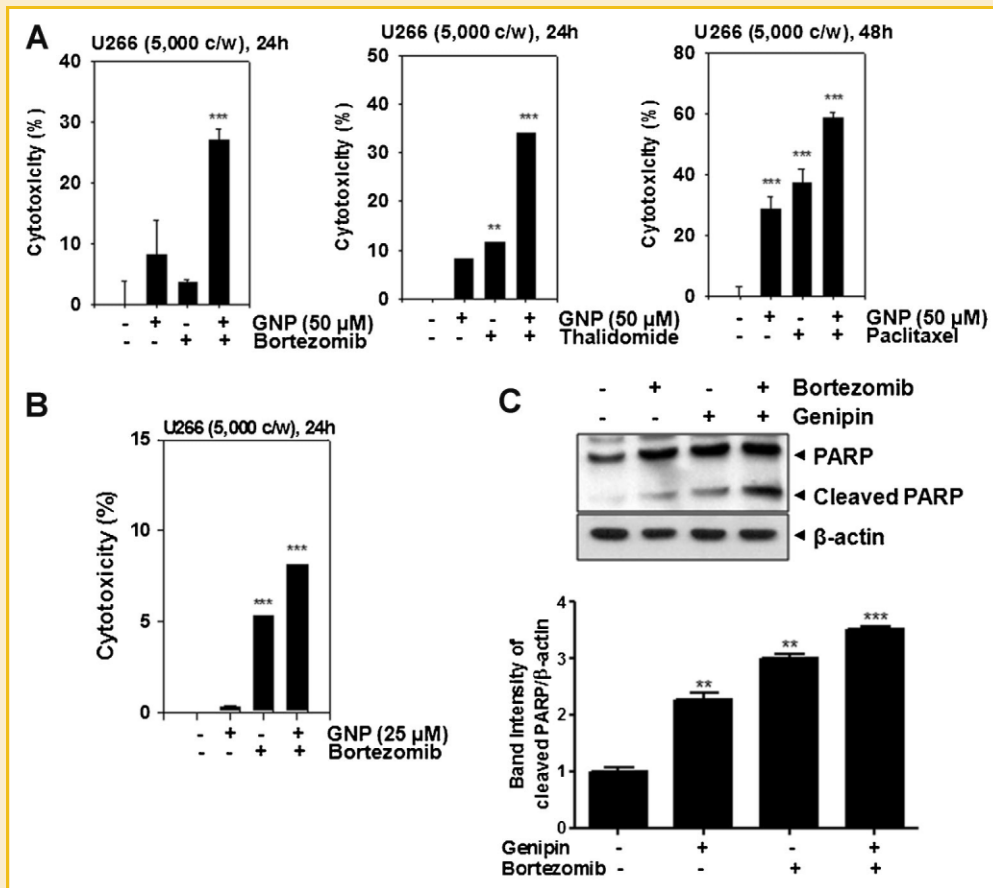 A
U266 (5,000 c/w), 24h
Cytotoxicity (%)
40
30
20
10
0
***
- + - + GNP (50 µM)
- - + + Bortezomib
U266 (5,000 c/w), 24h
Cytotoxicity (%)
50
40
30
20
10
0
**
***
- + - + GNP (50 µM)
- - + + Thalidomide
U266 (5,000 c/w), 48h
Cytotoxicity (%)
80
60
40
20
0
***
***
***
- + - + GNP (50 µM)
- - + + Paclitaxel
B
U266 (5,000 c/w), 24h
Cytotoxicity (%)
15
10
5
0
***
***
- + - + GNP (25 µM)
- - + + Bortezomib
C
- + - + Bortezomib
- - + + Genipin
◄ PARP
◄ Cleaved PARP
◄ β-actin
Band Intensity of
cleaved PARP/β-actin
4
3
2
1
0
**
**
***
Genipin - + - +
Bortezomib - - + +